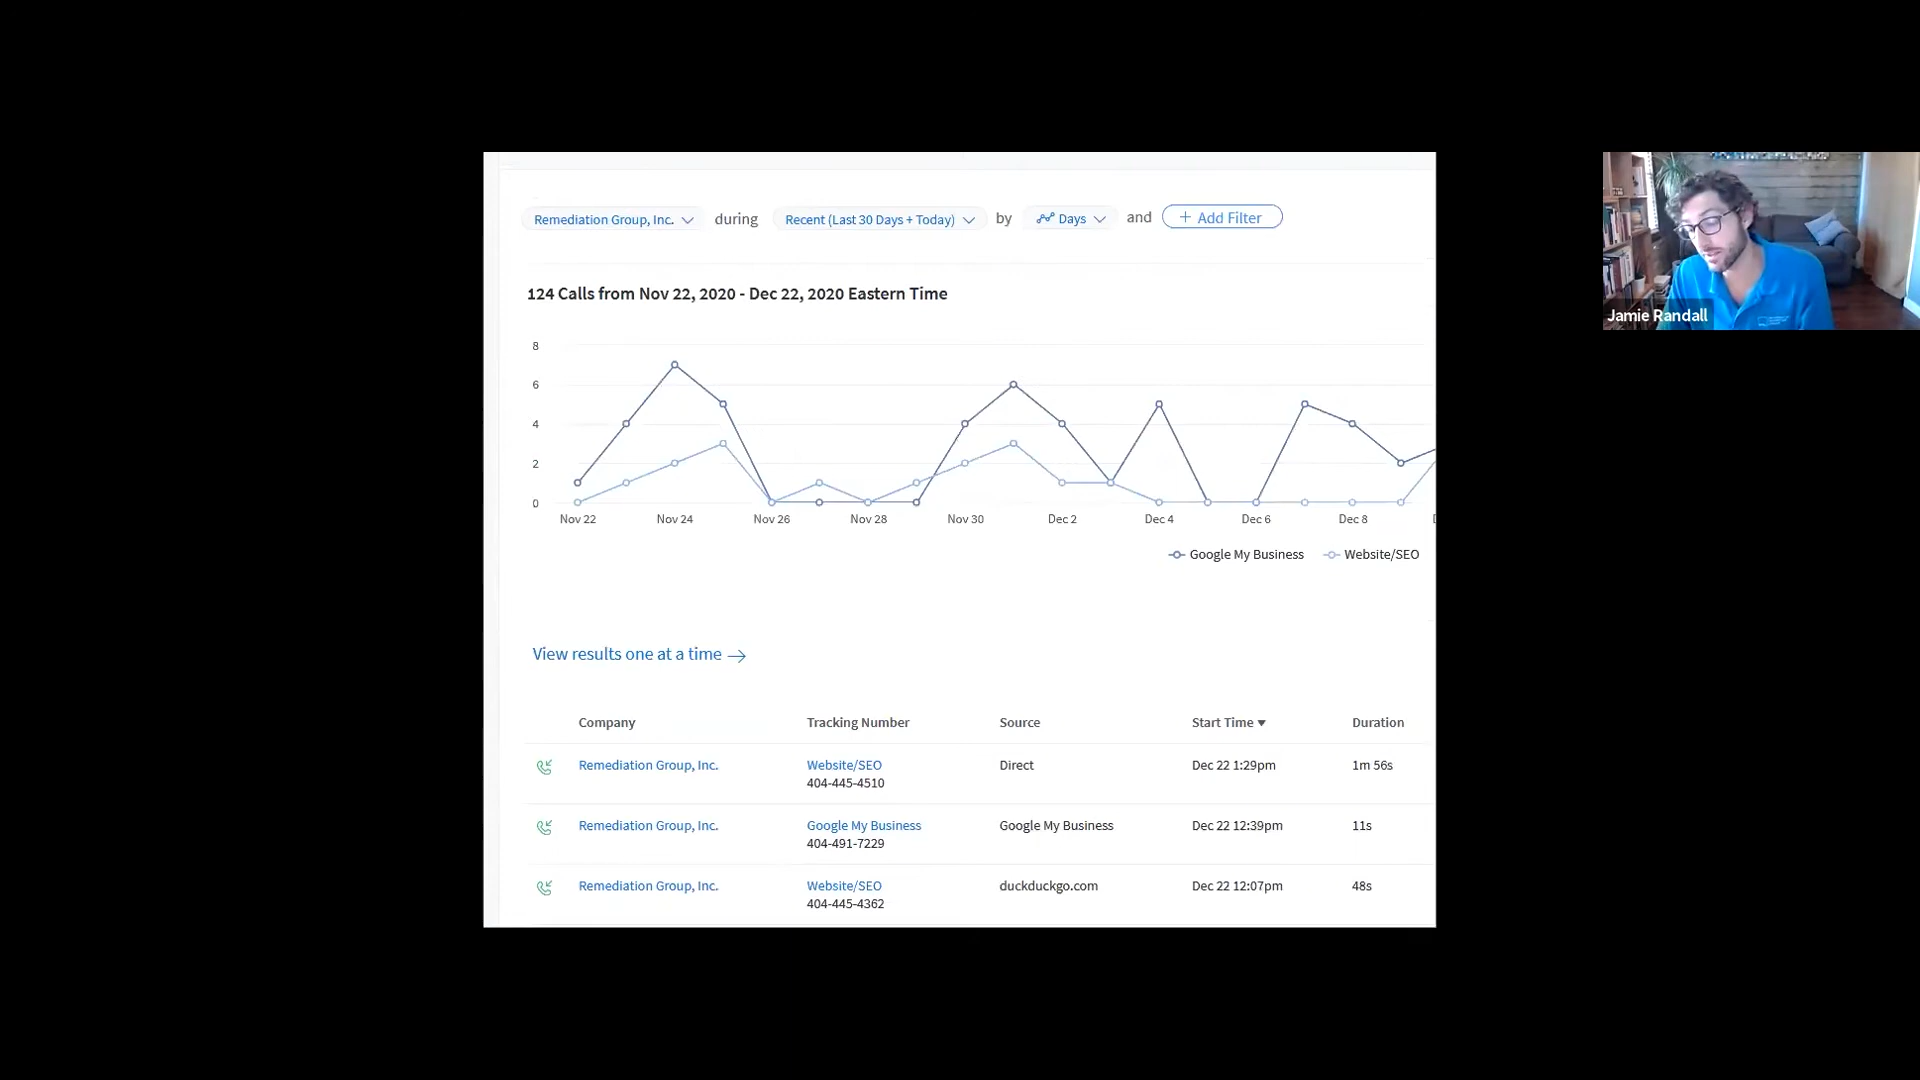 Remediation Group, Inc. during Recent (Last 30 Days + Today) by Days and + Add Filter
124 Calls from Nov 22, 2020 - Dec 22, 2020 Eastern Time
8
6
4
2
0
Nov 22 Nov 24 Nov 26 Nov 28 Nov 30 Dec 2 Dec 4 Dec 6 Dec 8
Google My Business Website/SEO
View results one at a time →
Company Tracking Number Source Start Time ▼ Duration
Remediation Group, Inc. Website/SEO Direct Dec 22 1:29pm 1m 56s
404-445-4510
Remediation Group, Inc. Google My Business Google My Business Dec 22 12:39pm 11s
404-491-7229
Remediation Group, Inc. Website/SEO duckduckgo.com Dec 22 12:07pm 48s
404-445-4362
Jamie Randall